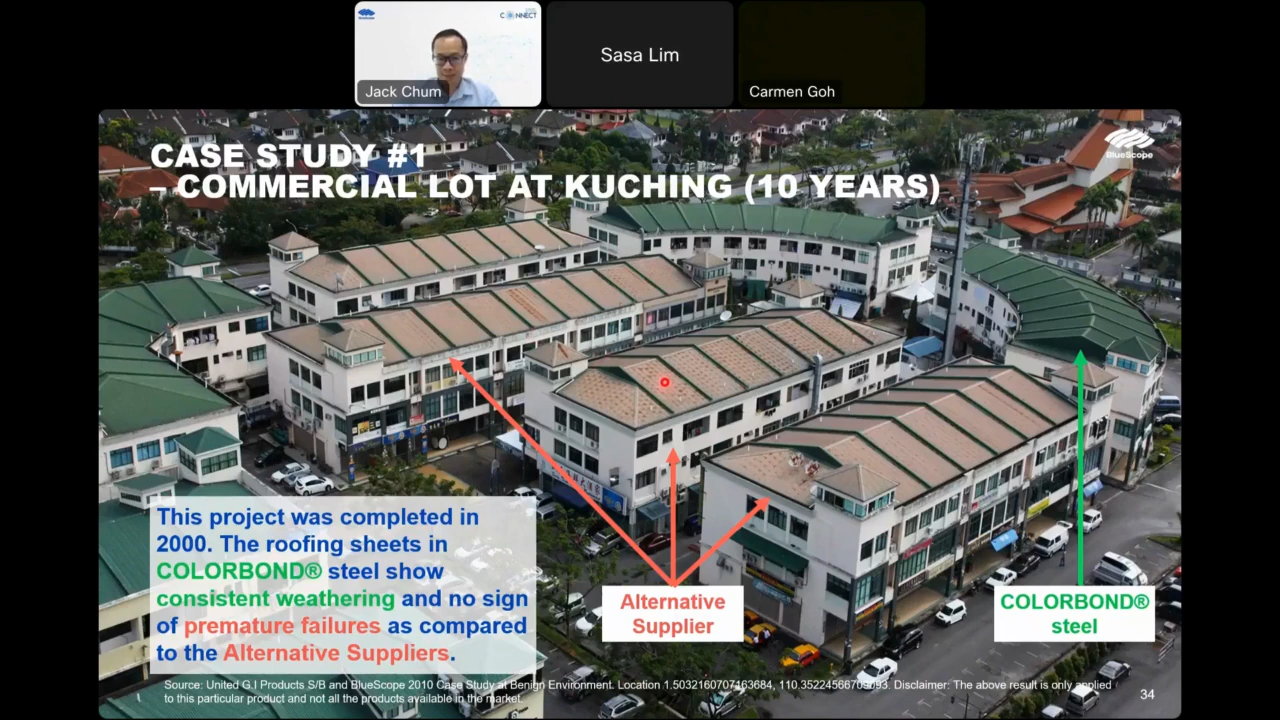 BlueScope
CONNECT
Jack Chum
Sasa Lim
Carmen Goh
CASE STUDY #1
– COMMERCIAL LOT AT KUCHING (10 YEARS)
BlueScope
This project was completed in
2000. The roofing sheets in
COLORBOND® steel show
consistent weathering and no sign
of premature failures as compared
to the Alternative Suppliers.
Alternative
Supplier
COLORBOND®
steel
Source: United G.I Products S/B and BlueScope 2010 Case Study at Benign Environment. Location 1.5032160707163684, Disclaimer: The above result is only applied
to this particular product and not all the products available in the market.
34